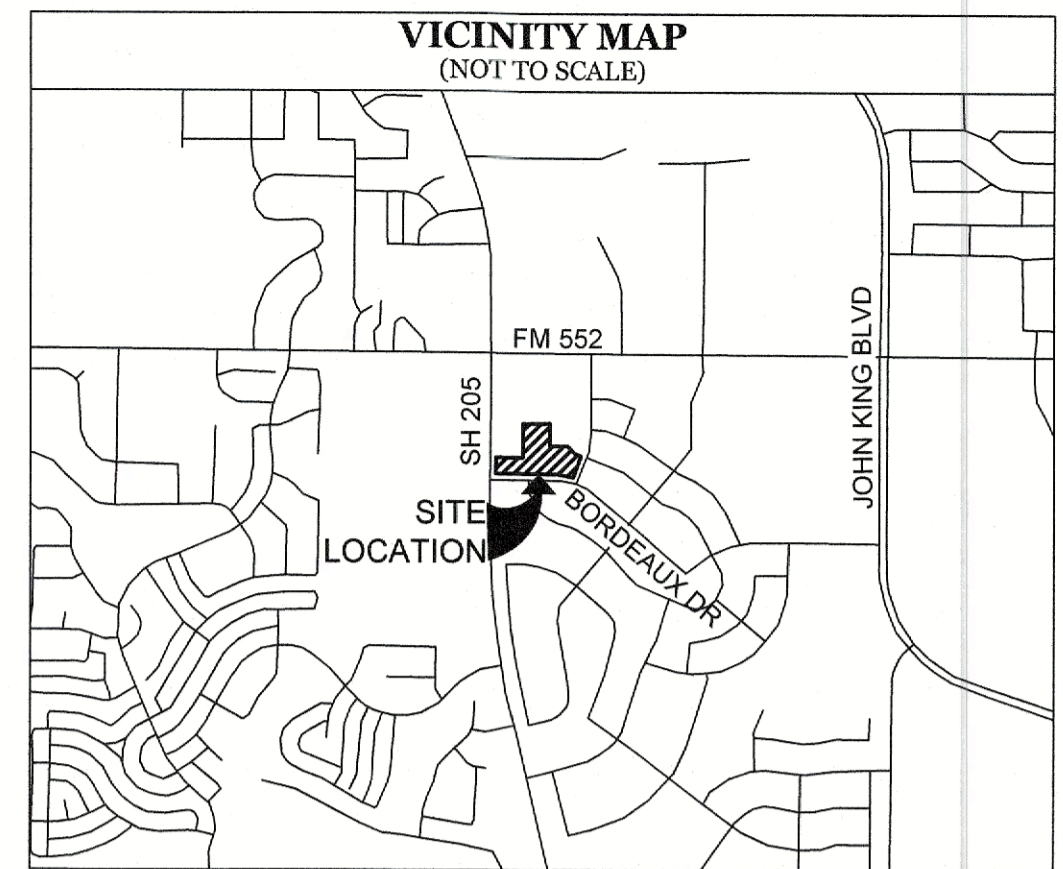 VICINITY MAP
(NOT TO SCALE)
FM 552
SH 205
JOHN KING BLVD
SITE
LOCATION
BORDEAUX DR